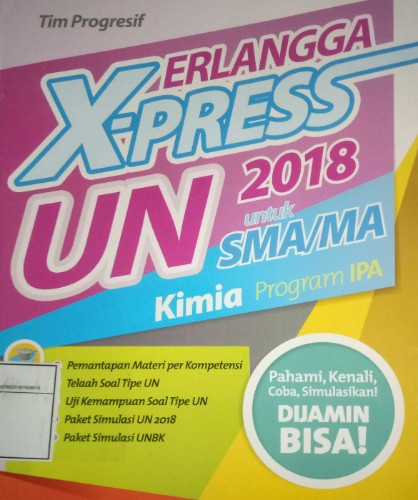 Tim Progresif
ERLANGGA
X-PRESS
UN 2018
untuk
SMA/MA
Kimia Program IPA
Pemantapan Materi per Kompetensi
Telaah Soal Tipe UN
Uji Kemampuan Soal Tipe UN
Paket Simulasi UN 2018
Paket Simulasi UNBK
Pahami, Kenali,
Coba, Simulasikan!
DIJAMIN
BISA!